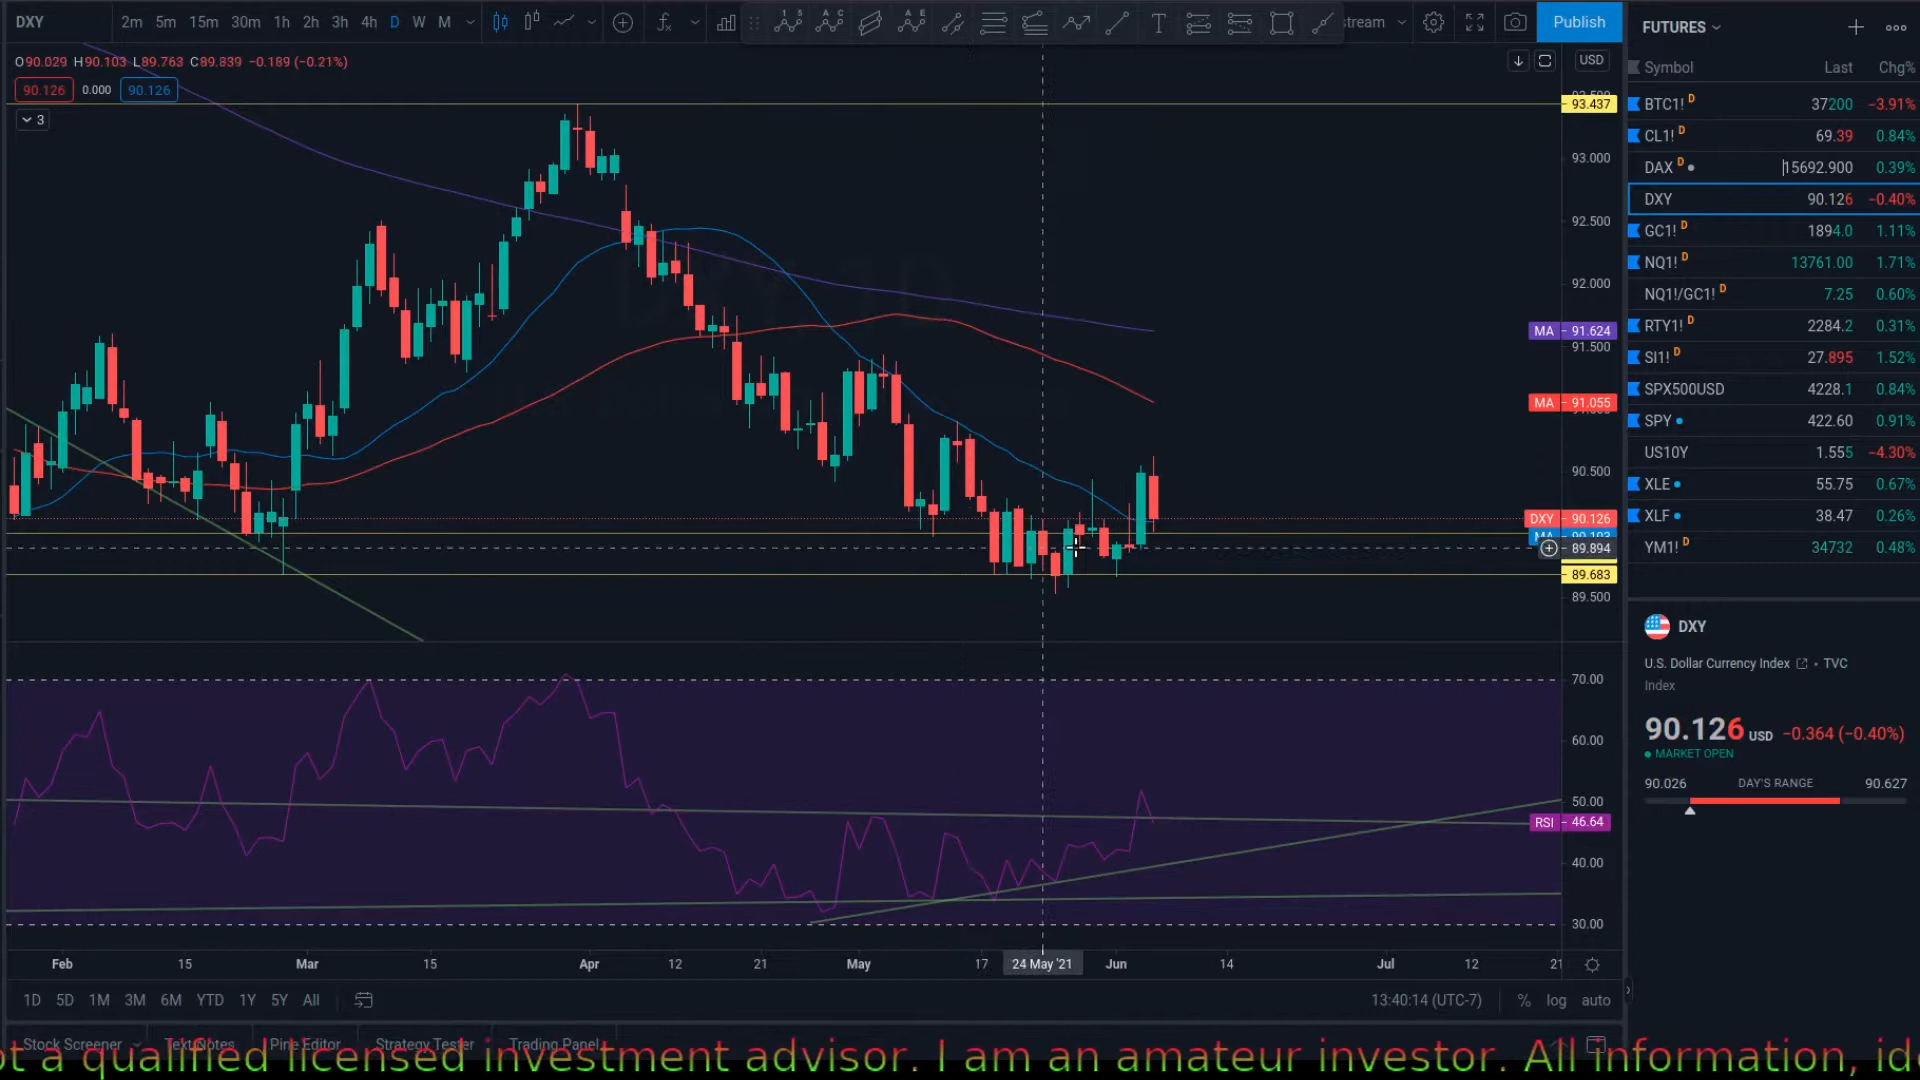 DXY 2m 5m 15m 30m 1h 2h 3h 4h D W M stream Publish
O90.029 H90.103 L89.763 C89.839 −0.189 (−0.21%) USD
90.126 0.000 90.126
3
93.437
93.000
92.500
92.000
MA 91.624
91.500
MA 91.055
90.500
DXY 90.126
89.894
89.683
89.500
70.00
60.00
50.00
RSI 46.64
40.00
30.00
Feb 15 Mar 15 Apr 12 21 May 17 24 May '21 Jun 14 Jul 12 21
1D 5D 1M 3M 6M YTD 1Y 5Y All 13:40:14 (UTC-7) % log auto
Stock Screener Text Notes Pine Editor Strategy Tester Trading Panel
ot a qualified licensed investment advisor. I am an amateur investor. All information, ide
FUTURES
Symbol Last Chg%
BTC1! D 37200 −3.91%
CL1! D 69.39 0.84%
DAX D 15692.900 0.39%
DXY 90.126 −0.40%
GC1! D 1894.0 1.11%
NQ1! D 13761.00 1.71%
NQ1!/GC1! D 7.25 0.60%
RTY1! D 2284.2 0.31%
SI1! D 27.895 1.52%
SPX500USD 4228.1 0.84%
SPY 422.60 0.91%
US10Y 1.555 −4.30%
XLE 55.75 0.67%
XLF 38.47 0.26%
YM1! D 34732 0.48%
DXY
U.S. Dollar Currency Index • TVC
Index
90.126 USD −0.364 (−0.40%)
MARKET OPEN
90.026 DAY'S RANGE 90.627